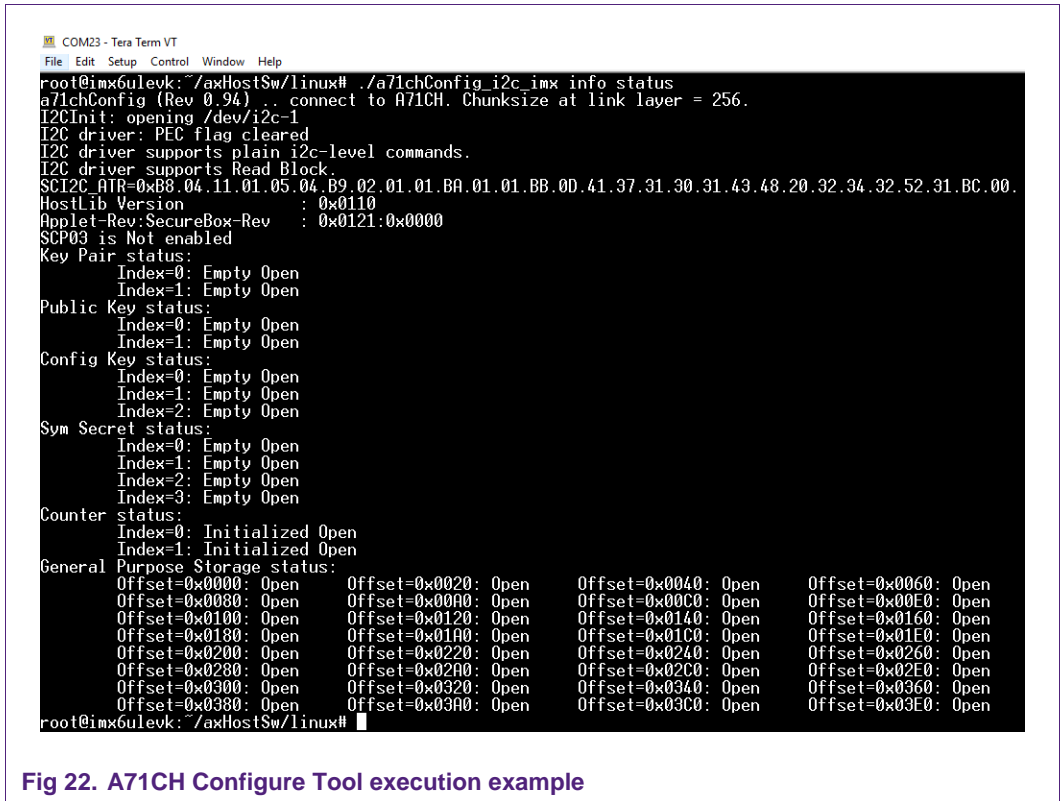 COM23 - Tera Term VT
File Edit Setup Control Window Help
root@imx6ulevk:~/axHostSw/linux# ./a71chConfig_i2c_imx info status
a71chConfig (Rev 0.94) .. connect to A71CH. Chunksize at link layer = 256.
I2CInit: opening /dev/i2c-1
I2C driver: PEC flag cleared
I2C driver supports plain i2c-level commands.
I2C driver supports Read Block.
SCI2C_ATR=0xB8.04.11.01.05.04.B9.02.01.01.BA.01.01.BB.0D.41.37.31.30.31.43.48.20.32.34.32.52.31.BC.00.
HostLib Version : 0x0110
Applet-Rev:SecureBox-Rev : 0x0121:0x0000
SCP03 is Not enabled
Key Pair status:
Index=0: Empty Open
Index=1: Empty Open
Public Key status:
Index=0: Empty Open
Index=1: Empty Open
Config Key status:
Index=0: Empty Open
Index=1: Empty Open
Index=2: Empty Open
Sym Secret status:
Index=0: Empty Open
Index=1: Empty Open
Index=2: Empty Open
Index=3: Empty Open
Counter status:
Index=0: Initialized Open
Index=1: Initialized Open
General Purpose Storage status:
Offset=0x0000: Open Offset=0x0020: Open Offset=0x0040: Open Offset=0x0060: Open
Offset=0x0080: Open Offset=0x00A0: Open Offset=0x00C0: Open Offset=0x00E0: Open
Offset=0x0100: Open Offset=0x0120: Open Offset=0x0140: Open Offset=0x0160: Open
Offset=0x0180: Open Offset=0x01A0: Open Offset=0x01C0: Open Offset=0x01E0: Open
Offset=0x0200: Open Offset=0x0220: Open Offset=0x0240: Open Offset=0x0260: Open
Offset=0x0280: Open Offset=0x02A0: Open Offset=0x02C0: Open Offset=0x02E0: Open
Offset=0x0300: Open Offset=0x0320: Open Offset=0x0340: Open Offset=0x0360: Open
Offset=0x0380: Open Offset=0x03A0: Open Offset=0x03C0: Open Offset=0x03E0: Open
root@imx6ulevk:~/axHostSw/linux#
Fig 22. A71CH Configure Tool execution example